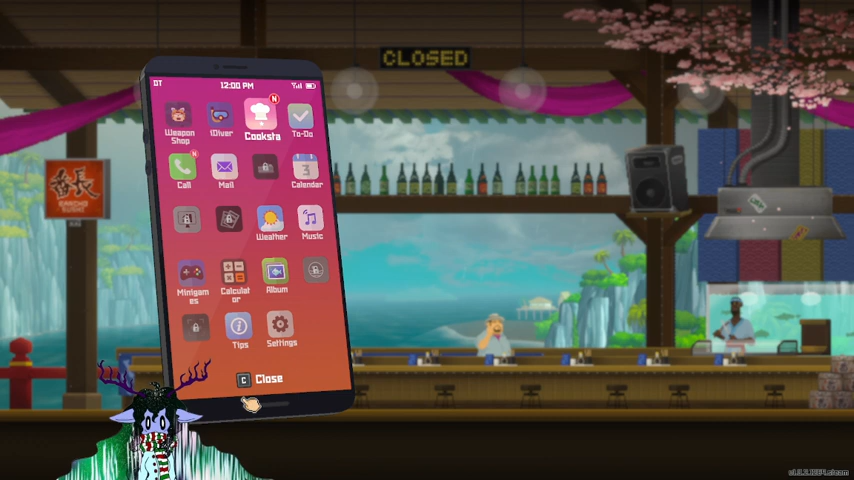 CLOSED
DT 12:00 PM
N
Weapon Shop
iDiver
Cooksta
To-Do
N
Call
Mail
3
Calendar
Weather
Music
Minigam
es
Calculat
or
Album
Tips
Settings
C Close
番長
BANCHO
SUSHI